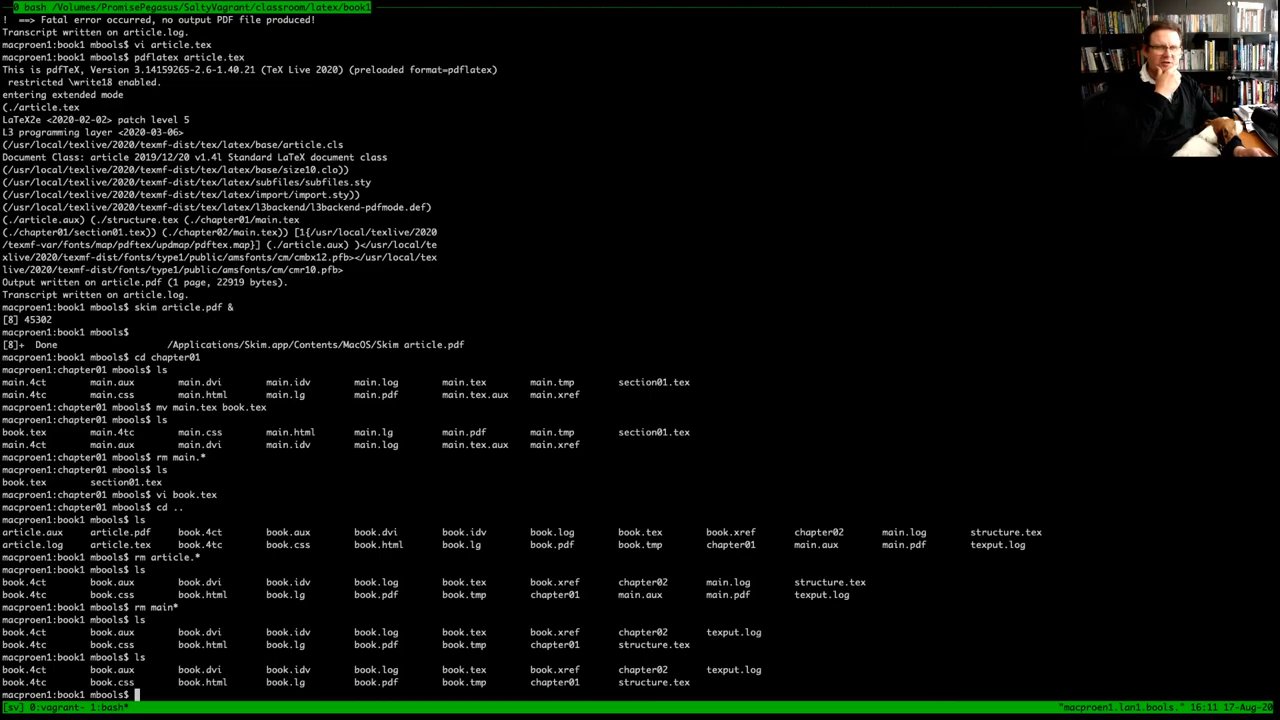 0 bash /Volumes/PromisePegasus/SaltyVagrant/classroom/latex/book1
!  ==> Fatal error occurred, no output PDF file produced!
Transcript written on article.log.
macproen1:book1 mbools$ vi article.tex
macproen1:book1 mbools$ pdflatex article.tex
This is pdfTeX, Version 3.14159265-2.6-1.40.21 (TeX Live 2020) (preloaded format=pdflatex)
 restricted \write18 enabled.
entering extended mode
(./article.tex
LaTeX2e <2020-02-02> patch level 5
L3 programming layer <2020-03-06>
(/usr/local/texlive/2020/texmf-dist/tex/latex/base/article.cls
Document Class: article 2019/12/20 v1.4l Standard LaTeX document class
(/usr/local/texlive/2020/texmf-dist/tex/latex/base/size10.clo))
(/usr/local/texlive/2020/texmf-dist/tex/latex/subfiles/subfiles.sty
(/usr/local/texlive/2020/texmf-dist/tex/latex/import/import.sty))
(/usr/local/texlive/2020/texmf-dist/tex/latex/l3backend/l3backend-pdfmode.def)
(./article.aux) (./structure.tex (./chapter01/main.tex
(./chapter01/section01.tex)) (./chapter02/main.tex)) [1{/usr/local/texlive/2020
/texmf-var/fonts/map/pdftex/updmap/pdftex.map}] (./article.aux) )</usr/local/te
xlive/2020/texmf-dist/fonts/type1/public/amsfonts/cm/cmbx12.pfb></usr/local/tex
live/2020/texmf-dist/fonts/type1/public/amsfonts/cm/cmr10.pfb>
Output written on article.pdf (1 page, 22919 bytes).
Transcript written on article.log.
macproen1:book1 mbools$ skim article.pdf &
[8] 45302
macproen1:book1 mbools$
[8]+  Done                    /Applications/Skim.app/Contents/MacOS/Skim article.pdf
macproen1:book1 mbools$ cd chapter01
macproen1:chapter01 mbools$ ls
main.4ct main.aux main.dvi main.idv main.log main.tex main.tmp section01.tex
main.4tc main.css main.html main.lg main.pdf main.tex.aux main.xref
macproen1:chapter01 mbools$ mv main.tex book.tex
macproen1:chapter01 mbools$ ls
book.tex main.4tc main.css main.html main.lg main.pdf main.tmp section01.tex
main.4ct main.aux main.dvi main.idv main.log main.tex.aux main.xref
macproen1:chapter01 mbools$ rm main.*
macproen1:chapter01 mbools$ ls
book.tex section01.tex
macproen1:chapter01 mbools$ vi book.tex
macproen1:chapter01 mbools$ cd ..
macproen1:book1 mbools$ ls
article.aux article.pdf book.4ct book.aux book.dvi book.idv book.log book.tex book.xref chapter02 main.log structure.tex
article.log article.tex book.4tc book.css book.html book.lg book.pdf book.tmp chapter01 main.aux main.pdf texput.log
macproen1:book1 mbools$ rm article.*
macproen1:book1 mbools$ ls
book.4ct book.aux book.dvi book.idv book.log book.tex book.xref chapter02 main.log structure.tex
book.4tc book.css book.html book.lg book.pdf book.tmp chapter01 main.aux main.pdf texput.log
macproen1:book1 mbools$ rm main*
macproen1:book1 mbools$ ls
book.4ct book.aux book.dvi book.idv book.log book.tex book.xref chapter02 texput.log
book.4tc book.css book.html book.lg book.pdf book.tmp chapter01 structure.tex
macproen1:book1 mbools$ ls
book.4ct book.aux book.dvi book.idv book.log book.tex book.xref chapter02 texput.log
book.4tc book.css book.html book.lg book.pdf book.tmp chapter01 structure.tex
macproen1:book1 mbools$
[sv] 0:vagrant- 1:bash* "macproen1.lan1.bools." 16:11 17-Aug-20